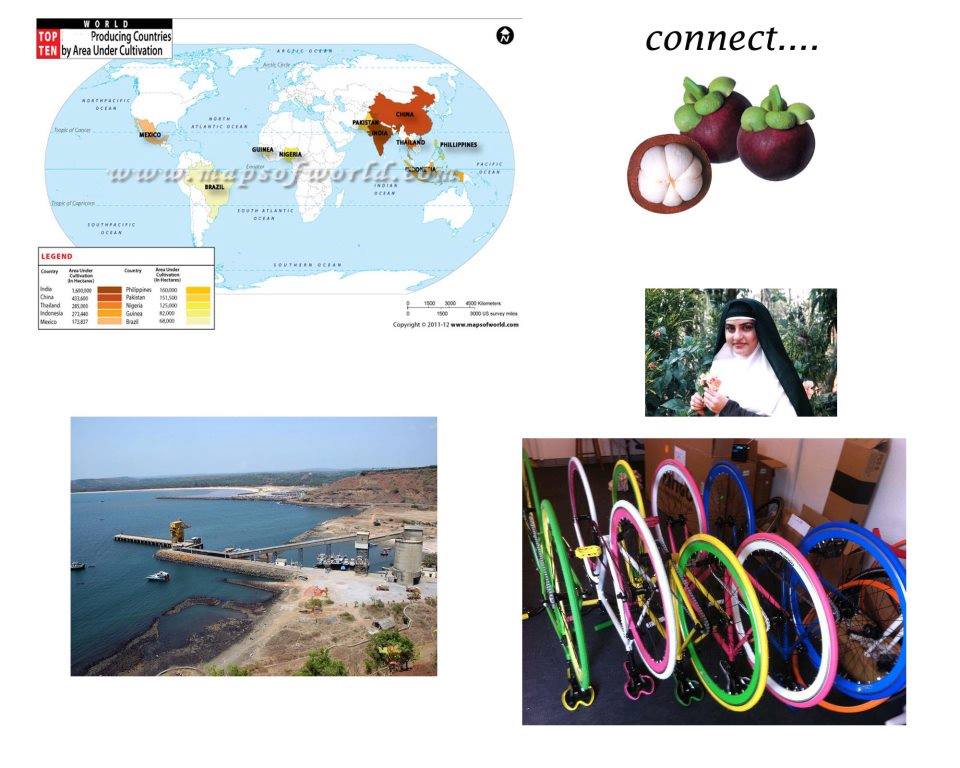 WORLD
TOP
TEN
Producing Countries
by Area Under Cultivation
N
connect....
ARCTIC OCEAN
Arctic Circle
NORTHPACIFIC
OCEAN
NORTH
ATLANTIC OCEAN
Tropic of Cancer
MEXICO
CHINA
PAKISTAN
INDIA
THAILAND
PHILLIPPINES
GUINEA
NIGERIA
Equator
INDONETIA
PACIFIC
OCEAN
www.mapsofworld.com
BRAZIL
INDIAN
OCEAN
Tropic of Capricorn
SOUTH ATLANTIC
OCEAN
SOUTHPACIFIC
OCEAN
SOUTHERN OCEAN
LEGEND
Country Area Under Cultivation (In Hectares) Country Area Under Cultivation (In Hectares)
India 1,600,000 Philippines 160,000
China 433,600 Pakistan 151,500
Thailand 285,000 Nigeria 125,000
Indonesia 273,440 Guinea 82,000
Mexico 173,837 Brazil 68,000
0 1500 3000 4500 Kilometers
0 1500 3000 US survey miles
Copyright © 2011-12 www.mapsofworld.com